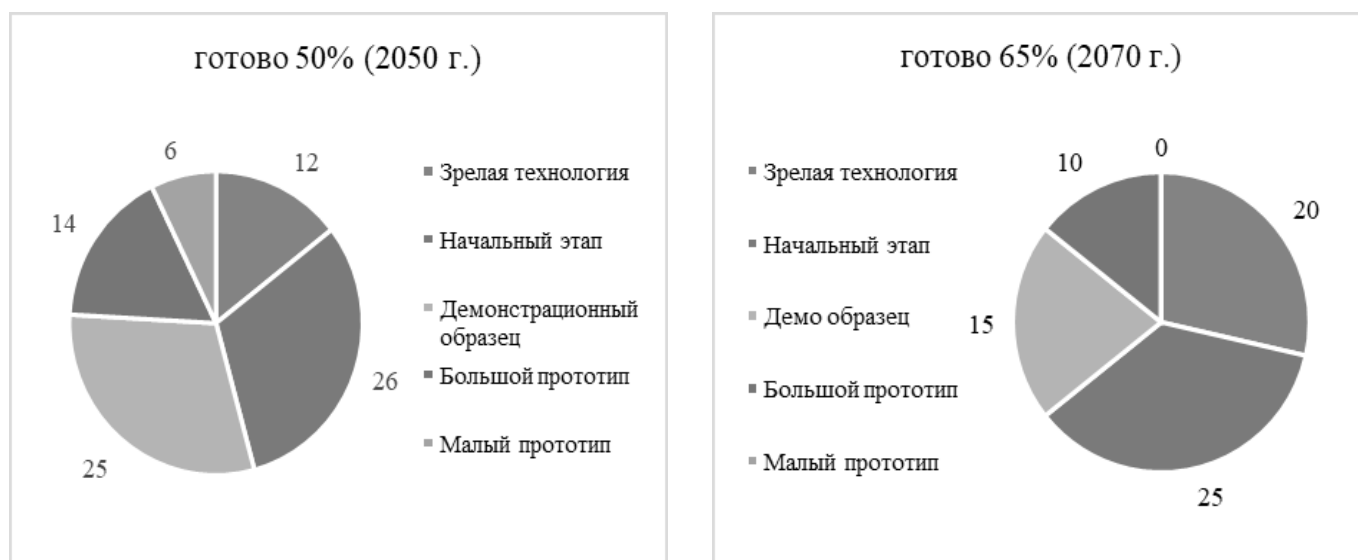 готово 50% (2050 г.)
6
12
14
26
25
Зрелая технология
Начальный этап
Демонстрационный
образец
Большой прототип
Малый прототип
готово 65% (2070 г.)
Зрелая технология
Начальный этап
Демо образец
Большой прототип
Малый прототип
0
10
20
15
25